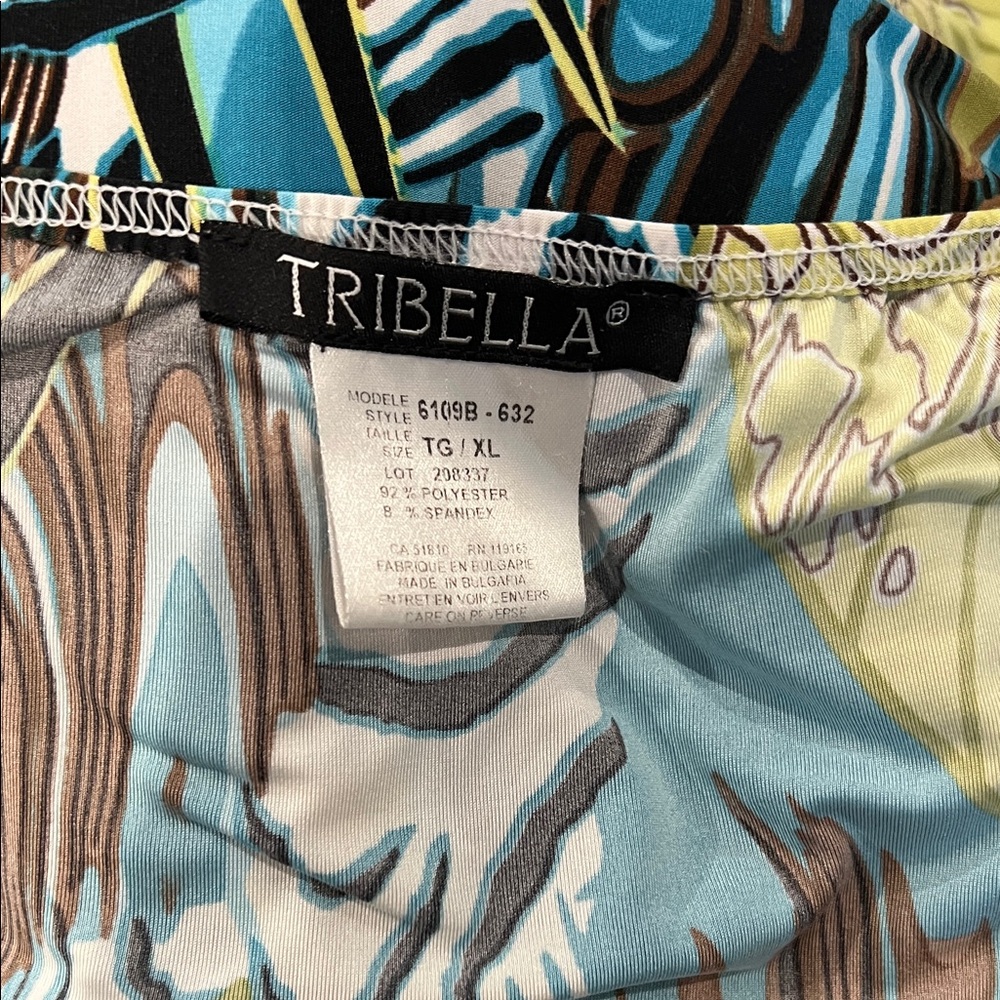 TRIBELLA®
MODELE
STYLE 6109B - 632
TAILLE
SIZE TG / XL
LOT 208337
92 % POLYESTER
8 % SPANDEX
CA 51810 RN 119165
FABRIQUE EN BULGARIE
MADE IN BULGARIA
ENTRETEN VOIR L'ENVERS
CARE ON REVERSE